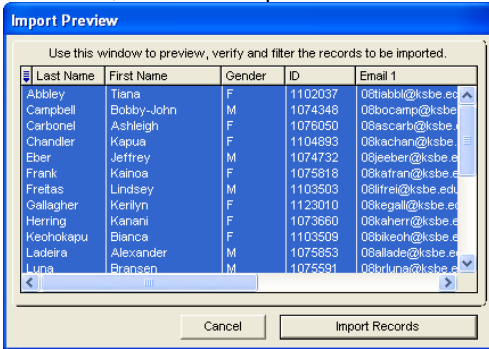 Import Preview
Use this window to preview, verify and filter the records to be imported.
Last Name First Name Gender ID Email 1
Abbley Tiana F 1102037 08tiabbl@ksbe.ec
Campbell Bobby-John M 1074348 08bocamp@ksbe
Carbonel Ashleigh F 1076050 08ascarb@ksbe.
Chandler Kapua F 1104893 08kachan@ksbe.
Eber Jeffrey M 1074732 08jeeber@ksbe.e
Frank Kainoa F 1075818 08kafran@ksbe.e
Freitas Lindsey M 1103503 08lifrei@ksbe.edu
Gallagher Kerilyn F 1123010 08kegall@ksbe.ec
Herring Kanani F 1073660 08kaherr@ksbe.e
Keohokapu Bianca F 1103509 08bikeoh@ksbe.e
Ladeira Alexander M 1075853 08allade@ksbe.e
Luna Bransen M 1075591 08brluna@ksbe.e
Cancel Import Records